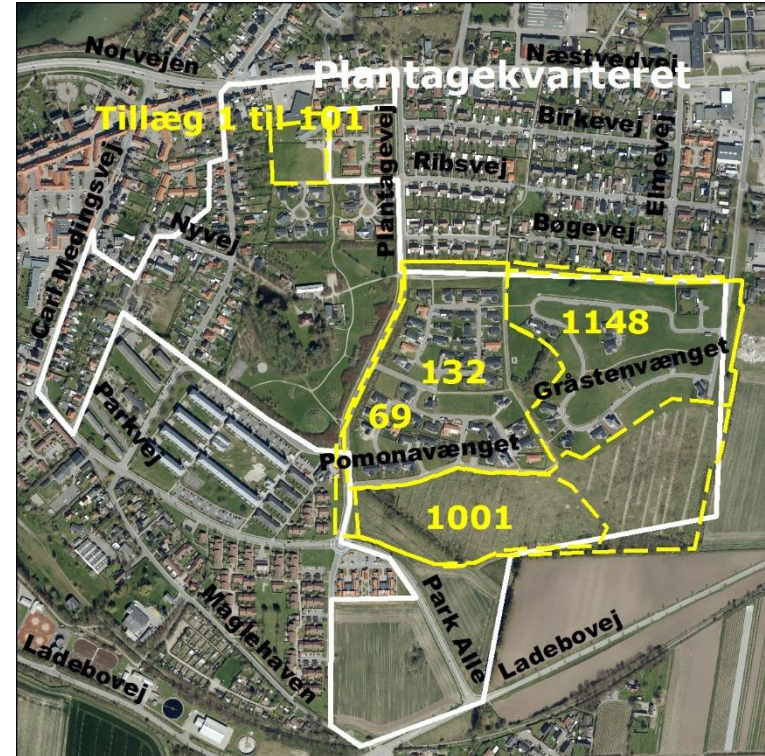 Norvejen
Næstvedvej
Plantagekvarteret
Tillæg 1 til 101
Birkevej
Ribsvej
Elmevej
Plantagevej
Nyvej
Bøgevej
Carl Medingsvej
1148
132
Gråstenvænget
69
Parkvej
Pomonavænget
1001
Park Alle
Maglehaven
Ladebovej
Ladebovej